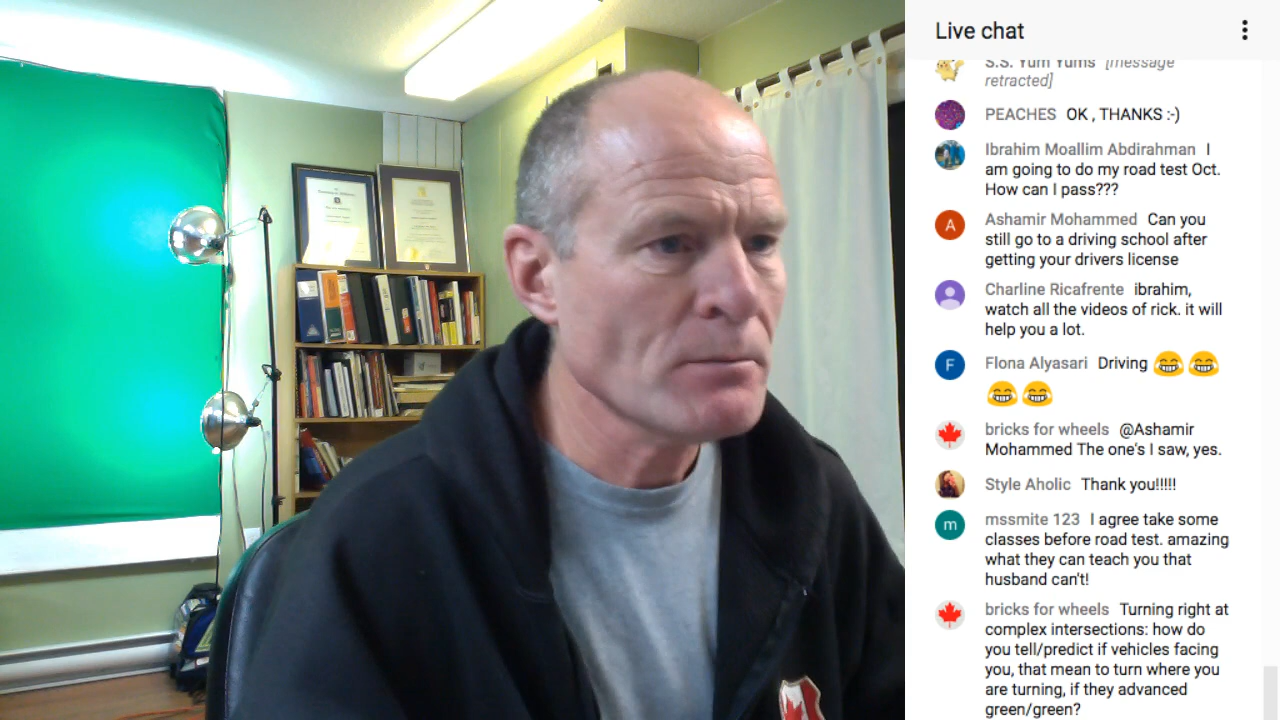 Live chat
S.S. Yum Yums [message
retracted]
PEACHES OK , THANKS :-)
Ibrahim Moallim Abdirahman I
am going to do my road test Oct.
How can I pass???
A
Ashamir Mohammed Can you
still go to a driving school after
getting your drivers license
Charline Ricafrente ibrahim,
watch all the videos of rick. it will
help you a lot.
F
Flona Alyasari Driving 😂 😂
😂 😂
bricks for wheels @Ashamir
Mohammed The one's I saw, yes.
Style Aholic Thank you!!!!!
m
mssmite 123 I agree take some
classes before road test. amazing
what they can teach you that
husband can't!
bricks for wheels Turning right at
complex intersections: how do
you tell/predict if vehicles facing
you, that mean to turn where you
are turning, if they advanced
green/green?